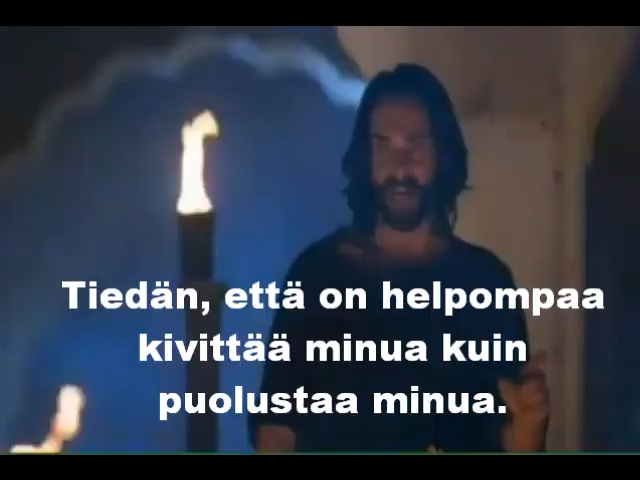 Tiedän, että on helpompaa
kivittää minua kuin
puolustaa minua.